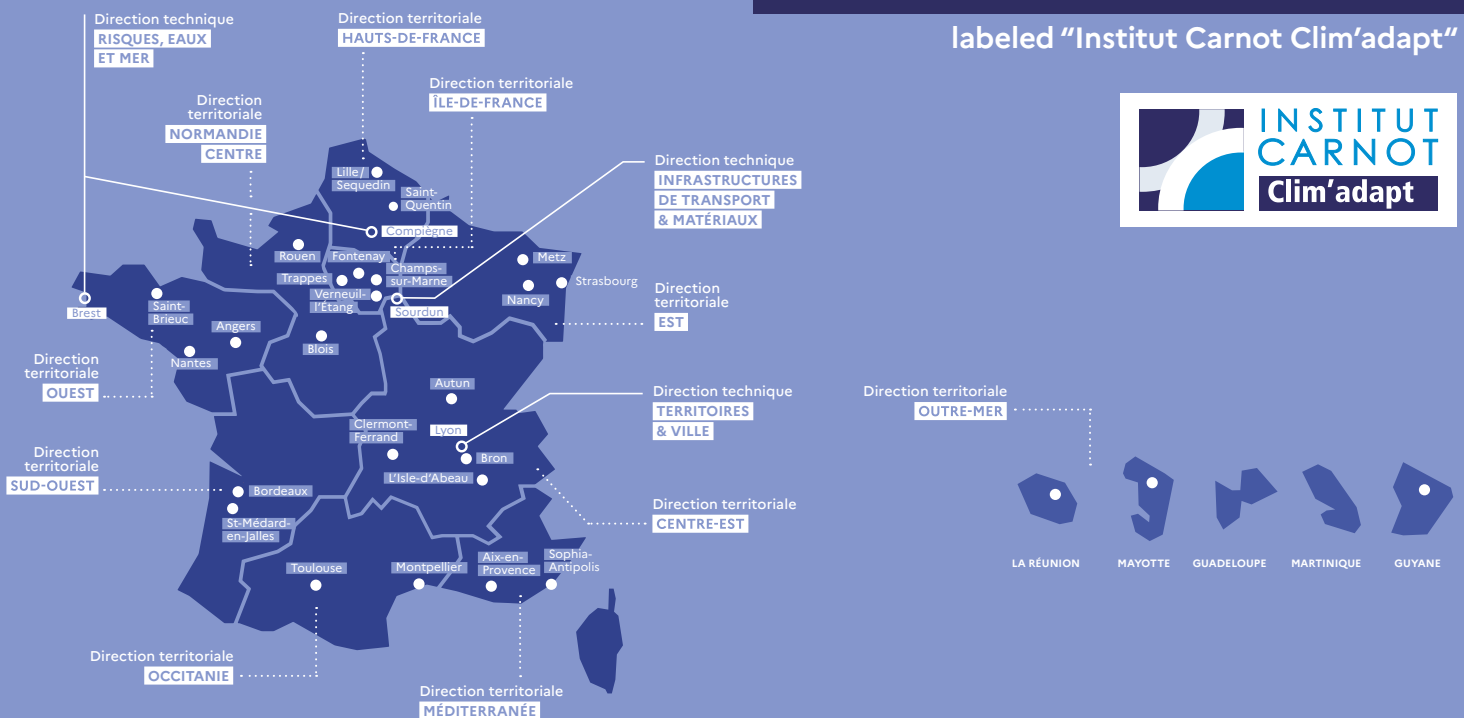 Direction technique
RISQUES, EAUX
ET MER
Direction territoriale
HAUTS-DE-FRANCE
labeled “Institut Carnot Clim’adapt“
Direction territoriale
ÎLE-DE-FRANCE
Direction
territoriale
NORMANDIE
CENTRE
INSTITUT
CARNOT
Clim’adapt
Direction technique
INFRASTRUCTURES
DE TRANSPORT
& MATÉRIAUX
Lille/
Sequedin
Saint-
Quentin
Compiègne
Rouen
Fontenay
Trappes
Champs-
sur-Marne
Verneuil-
l’Étang
Sourdun
Metz
Nancy
Strasbourg
Brest
Saint-
Brieuc
Angers
Nantes
Blois
Direction
territoriale
EST
Direction
territoriale
OUEST
Autun
Clermont-
Ferrand
Lyon
Bron
L’Isle-d’Abeau
Direction technique
TERRITOIRES
& VILLE
Direction territoriale
OUTRE-MER
Direction
territoriale
SUD-OUEST
Bordeaux
St-Médard-
en-Jalles
Direction territoriale
CENTRE-EST
Toulouse
Montpellier
Aix-en-
Provence
Sophia-
Antipolis
LA RÉUNION
MAYOTTE
GUADELOUPE
MARTINIQUE
GUYANE
Direction territoriale
OCCITANIE
Direction territoriale
MÉDITERRANÉE